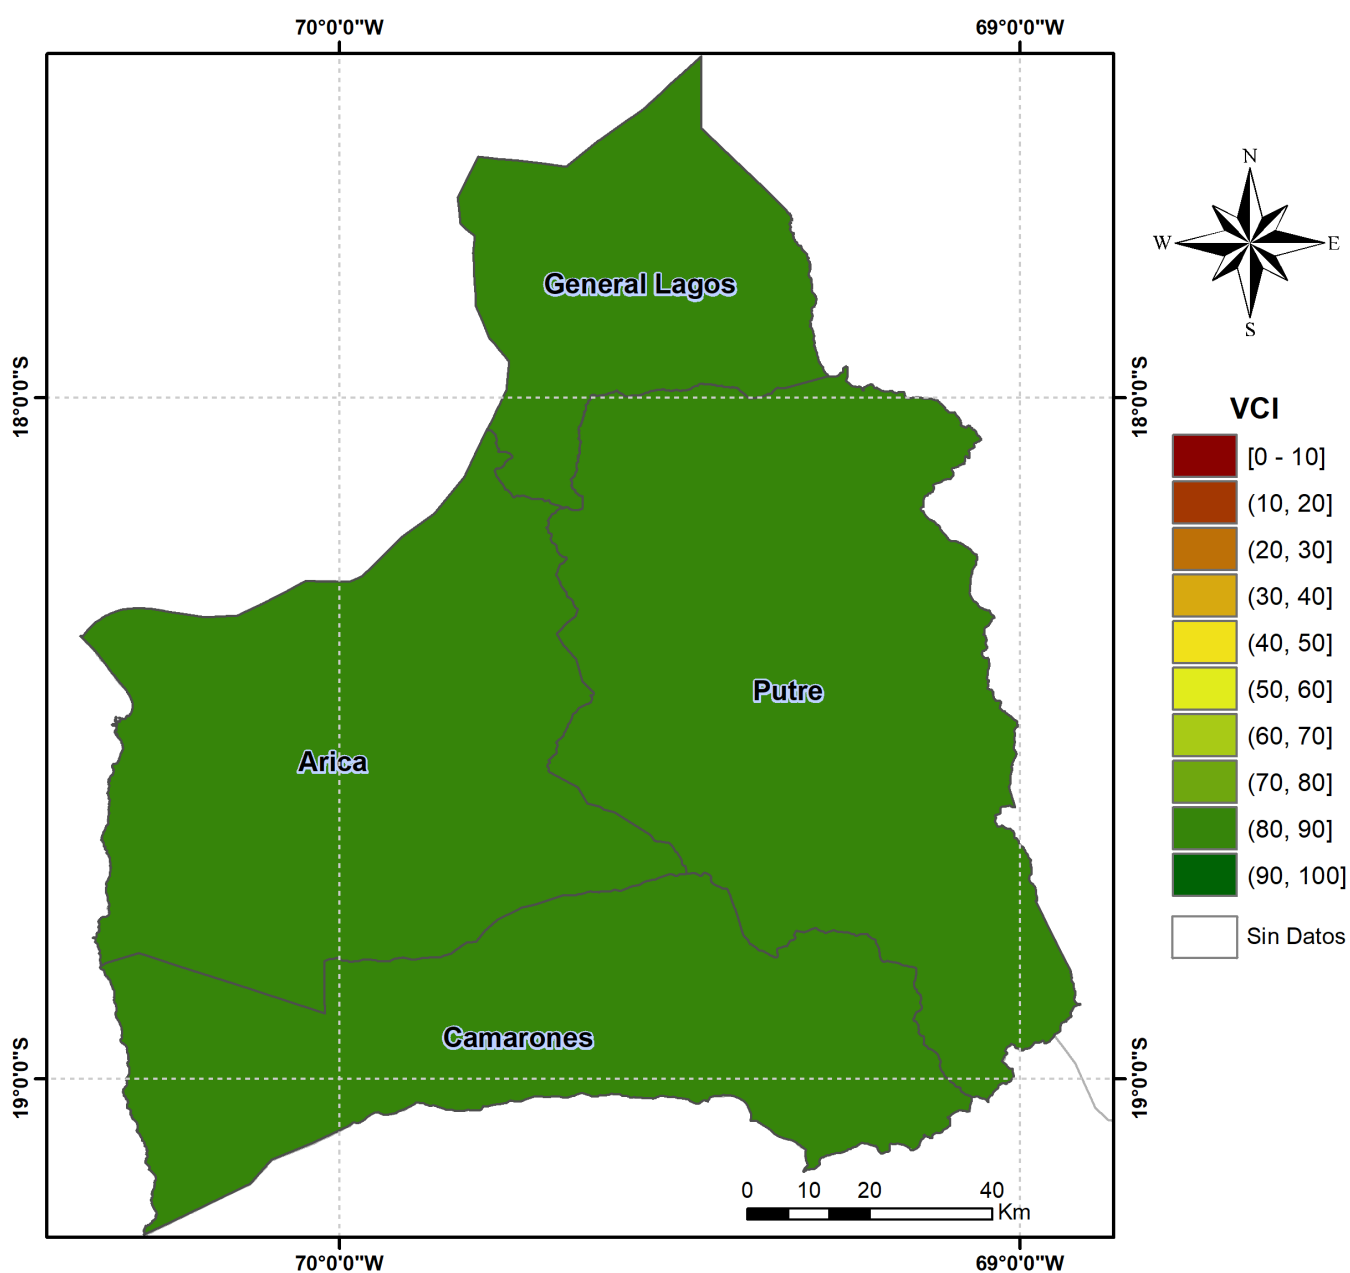 70°0'0"W
69°0'0"W
N
W
E
S
General Lagos
18°0'0"S
18°0'0"S
VCI
[0 - 10]
(10, 20]
(20, 30]
(30, 40]
(40, 50]
(50, 60]
(60, 70]
(70, 80]
(80, 90]
(90, 100]
Sin Datos
Putre
Arica
Camarones
19°0'0"S
19°0'0"S
0 10 20 40
Km
70°0'0"W
69°0'0"W